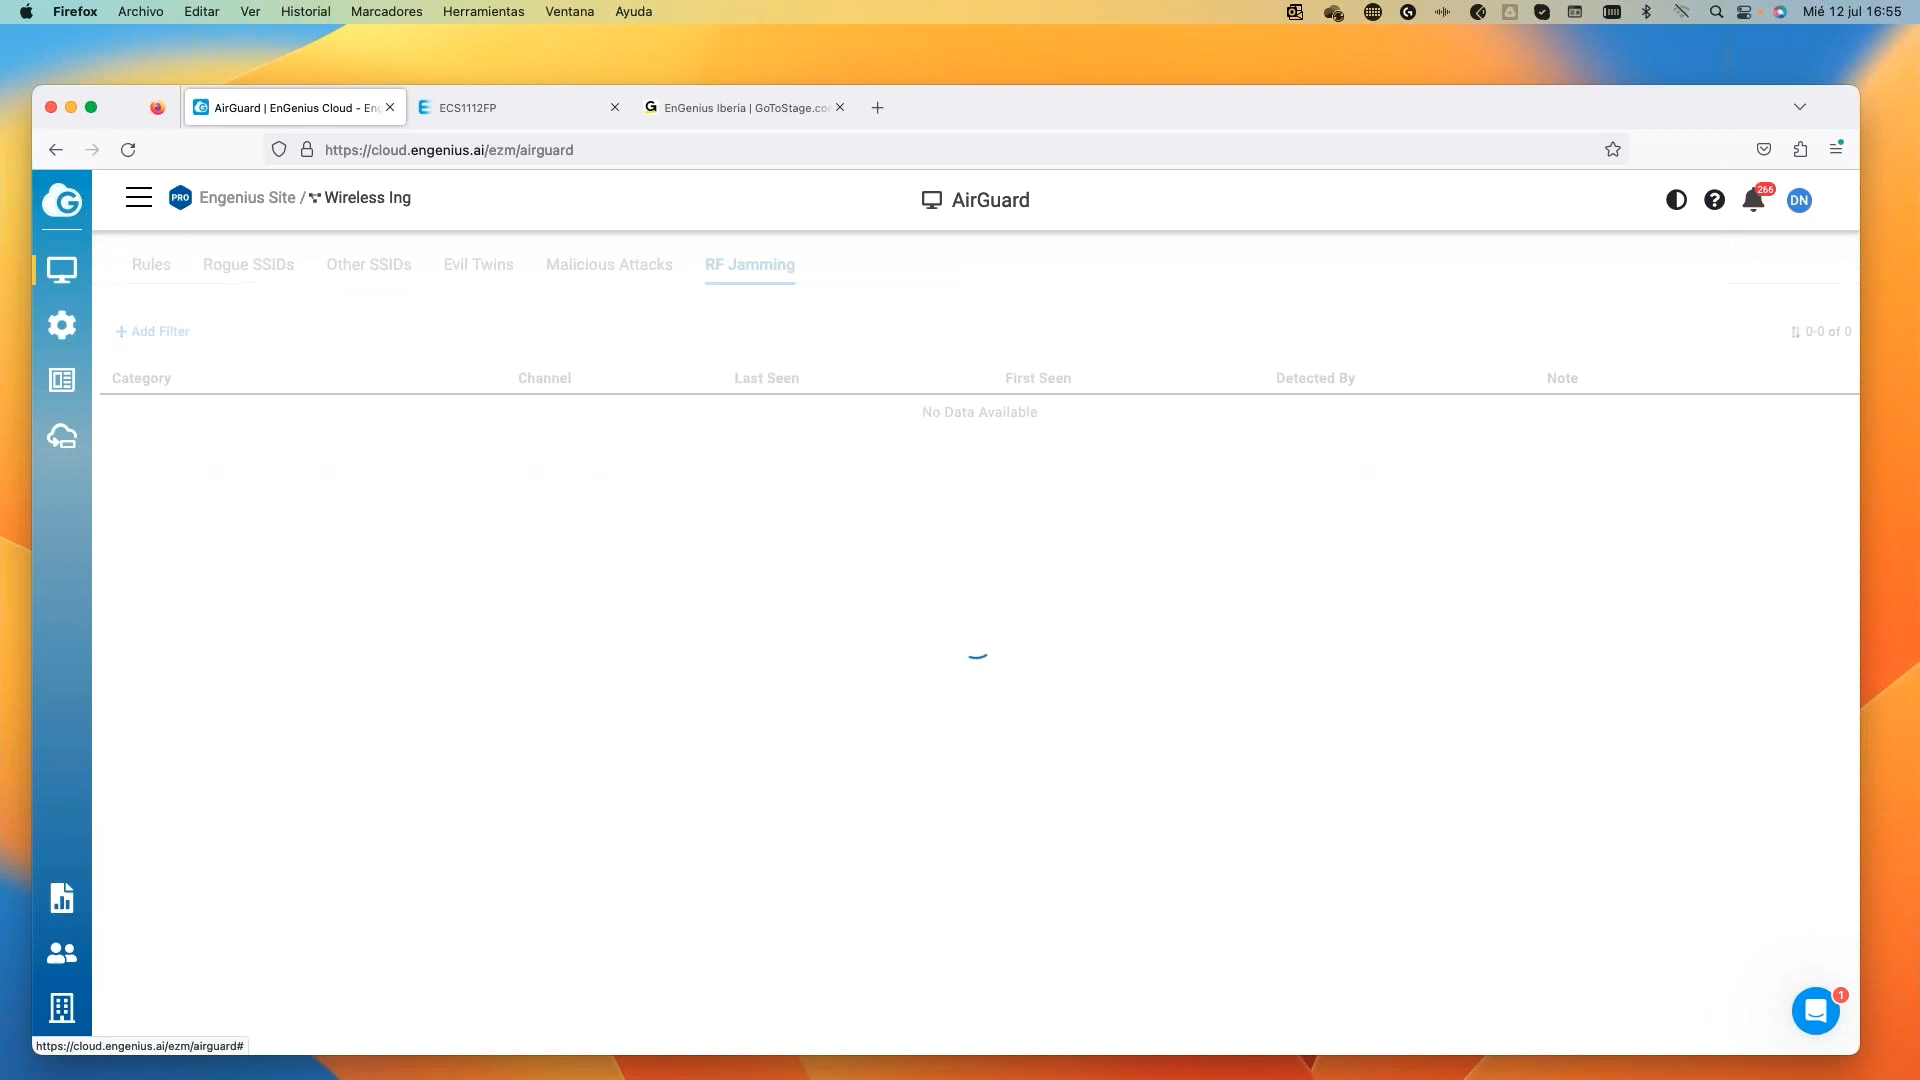 Firefox Archivo Editar Ver Historial Marcadores Herramientas Ventana Ayuda Mié 12 jul 16:55
AirGuard | EnGenius Cloud - En ECS1112FP EnGenius Iberia | GoToStage.co
https://cloud.engenius.ai/ezm/airguard
PRO Engenius Site / Wireless Ing AirGuard 266 DN
Rules Rogue SSIDs Other SSIDs Evil Twins Malicious Attacks RF Jamming
+ Add Filter 0-0 of 0
Category Channel Last Seen First Seen Detected By Note
No Data Available
1
https://cloud.engenius.ai/ezm/airguard#